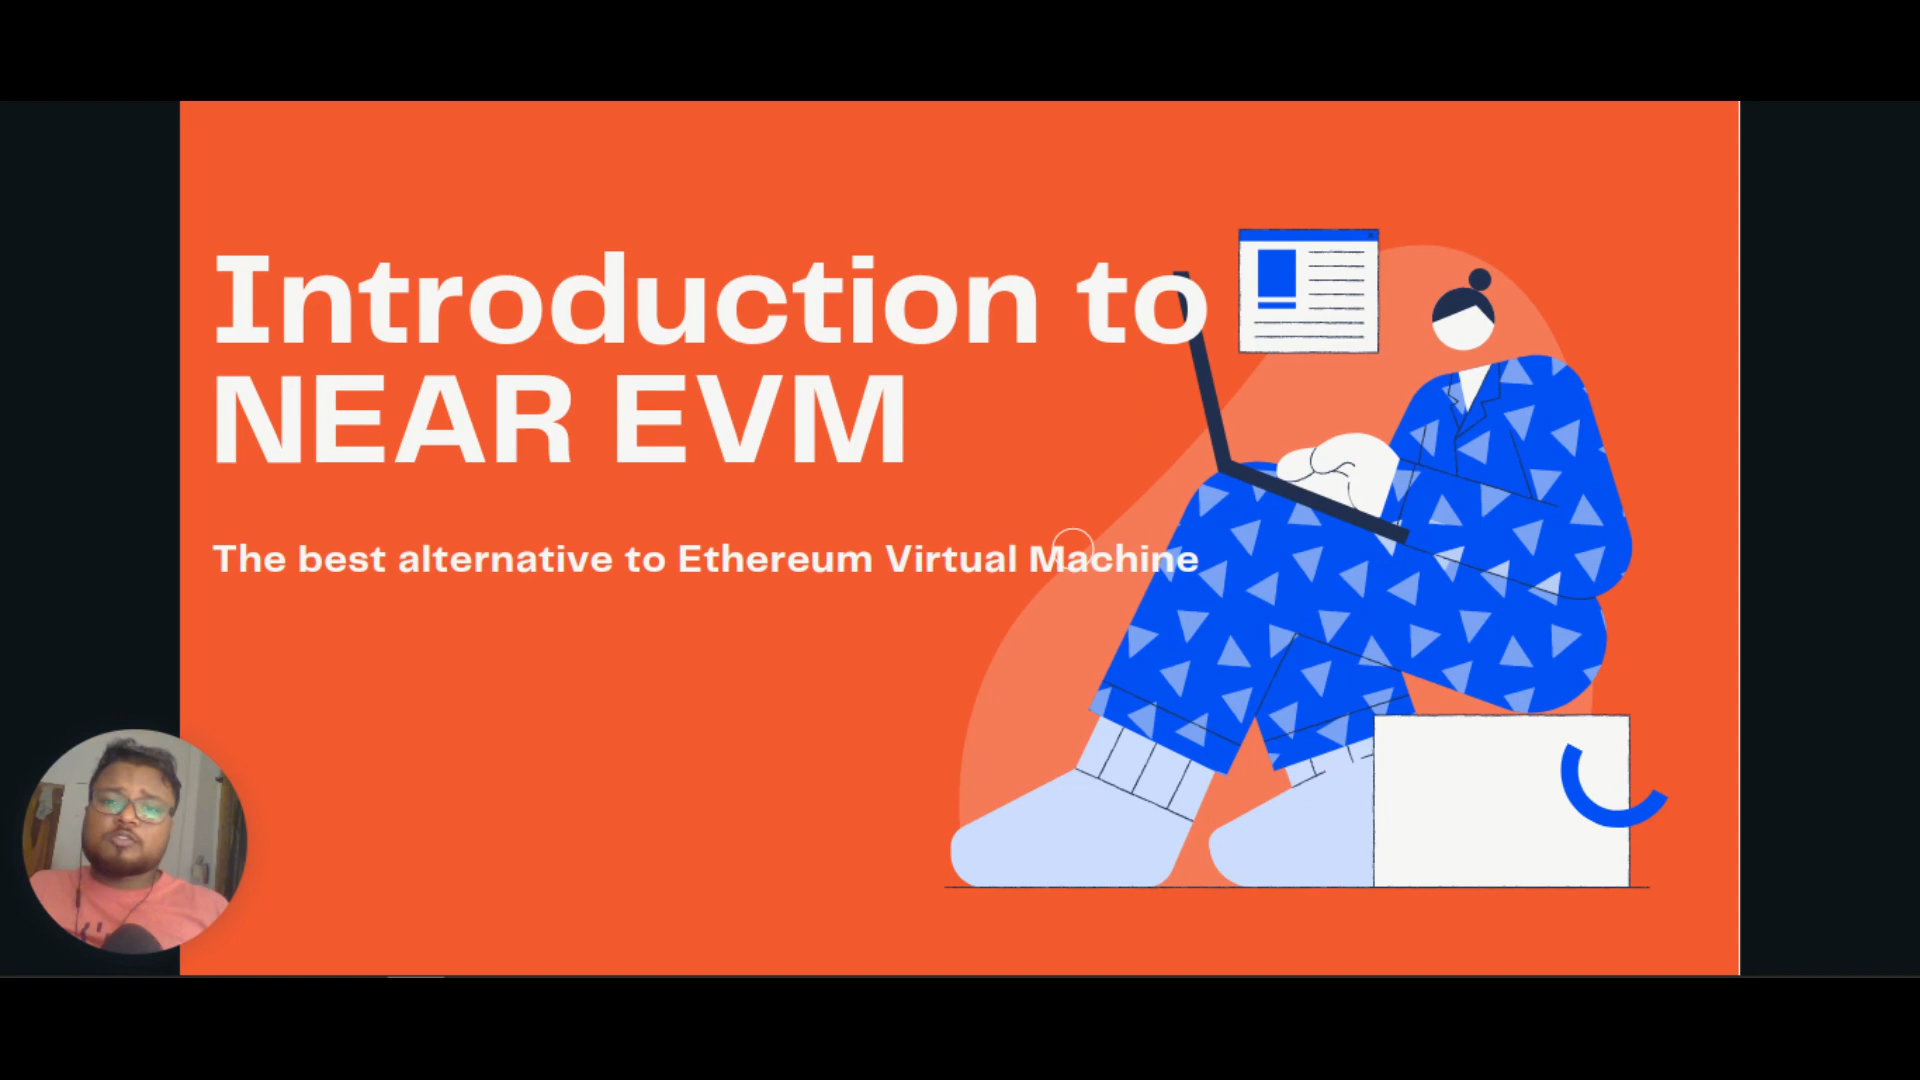 Introduction to
NEAR EVM
The best alternative to Ethereum Virtual Machine